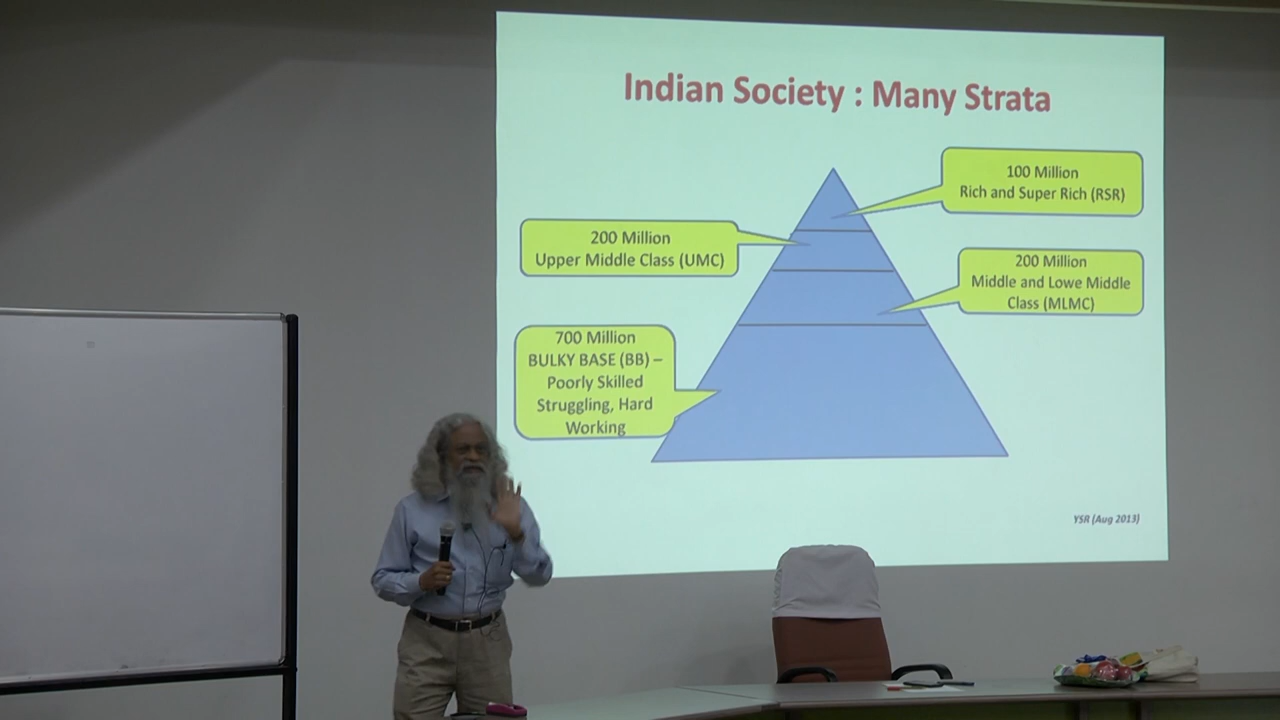 Indian Society : Many Strata
100 Million
Rich and Super Rich (RSR)
200 Million
Upper Middle Class (UMC)
200 Million
Middle and Lowe Middle
Class (MLMC)
700 Million
BULKY BASE (BB) –
Poorly Skilled
Struggling, Hard
Working
YSR (Aug 2013)